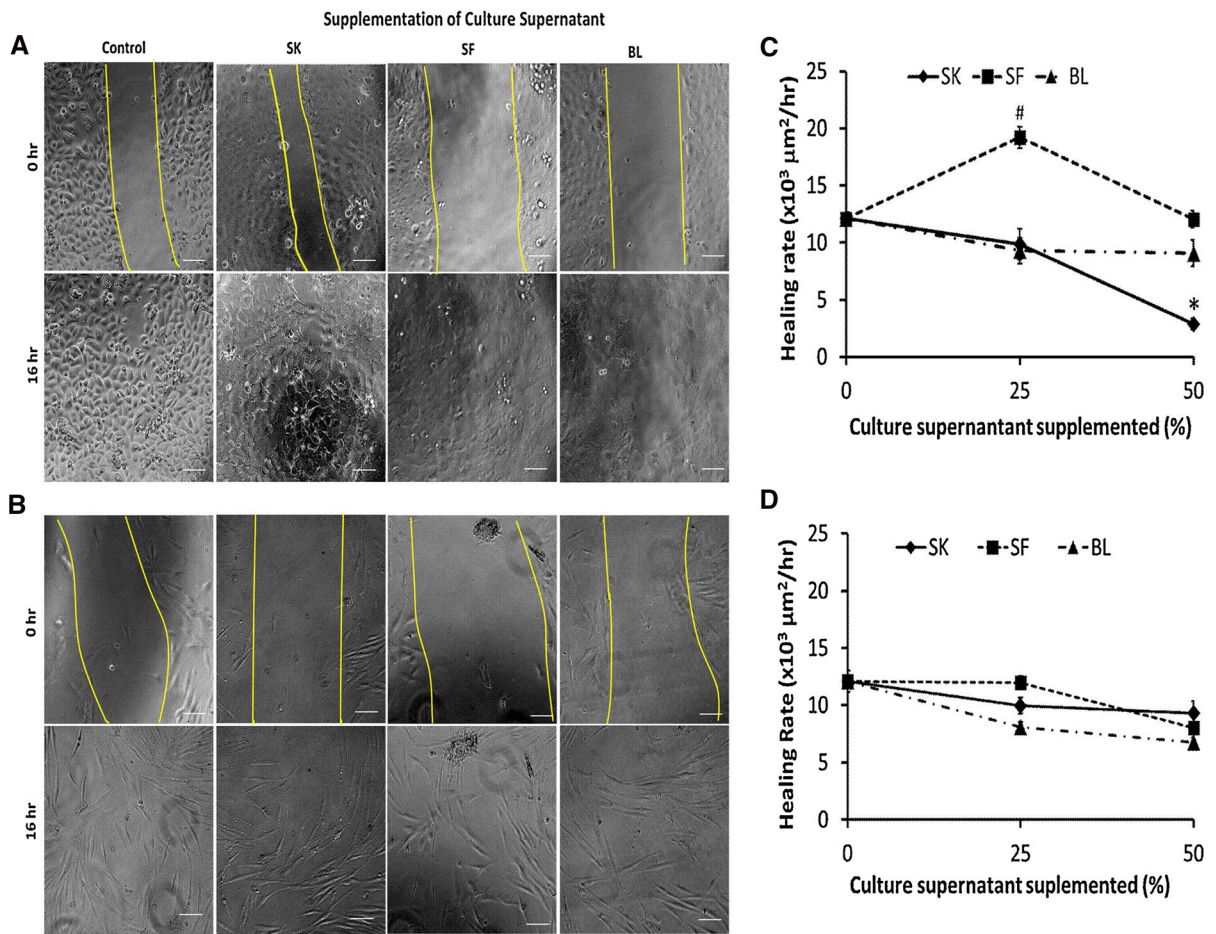 Supplementation of Culture Supernatant
A
Control
SK
SF
BL
0 hr
16 hr
B
0 hr
16 hr
C
SK SF BL
Healing rate (x10³ µm²/hr)
25
20
15
10
5
0
#
*
0 25 50
Culture supernantant supplemented (%)
D
SK SF BL
Healing Rate (x10³ µm²/hr)
25
20
15
10
5
0
0 25 50
Culture supernatant suplemented (%)